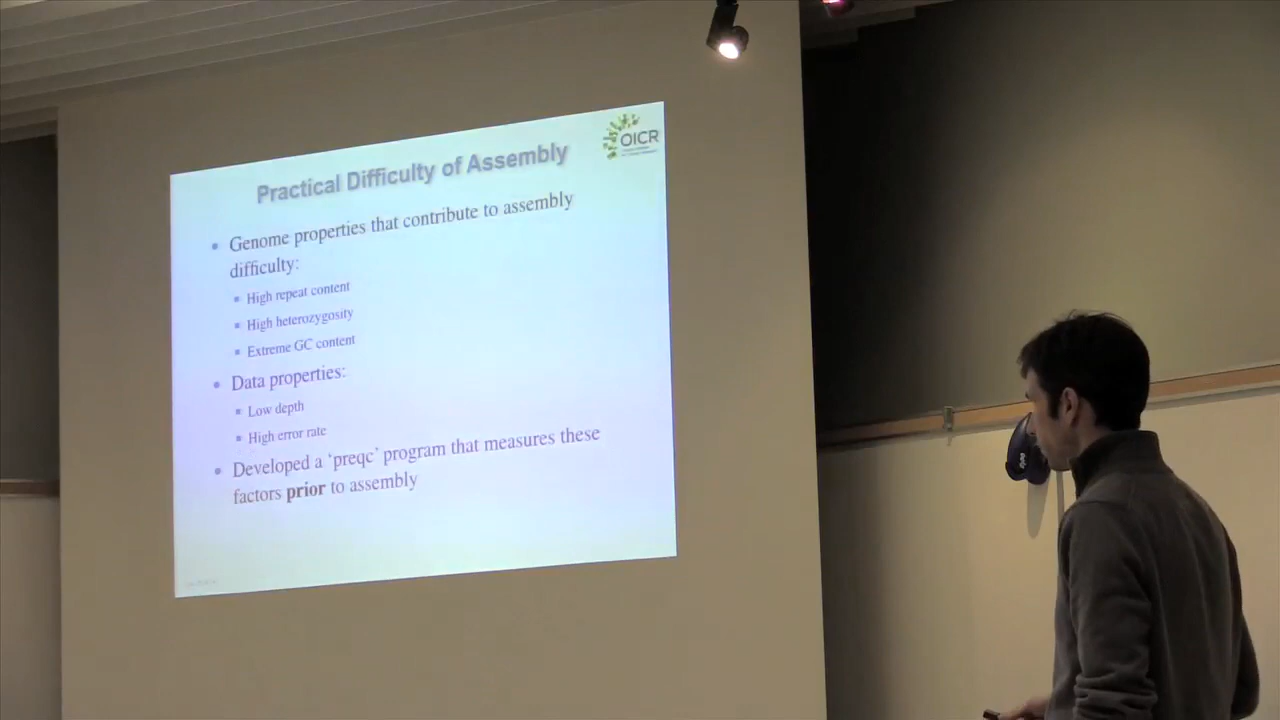 OICR
Practical Difficulty of Assembly
Genome properties that contribute to assembly
difficulty:
High repeat content
High heterozygosity
Extreme GC content
Data properties:
Low depth
High error rate
Developed a ‘preqc’ program that measures these
factors prior to assembly